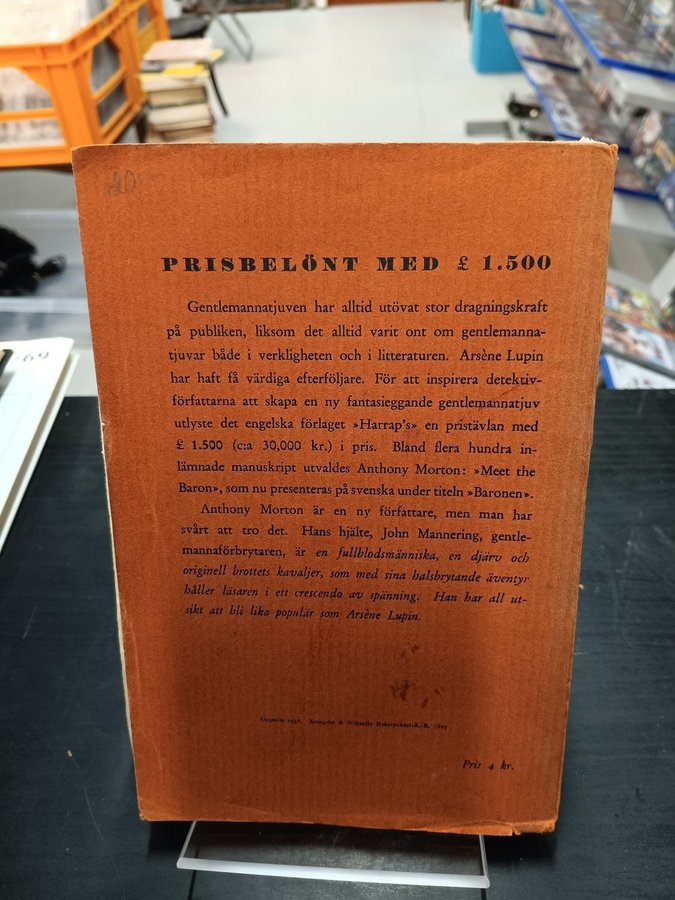 PRISBELÖNT MED £ 1.500
Gentlemannatjuven har alltid utövat stor dragningskraft
på publiken, liksom det alltid varit ont om gentlemanna-
tjuvar både i verkligheten och i litteraturen. Arsène Lupin
har haft få värdiga efterföljare. För att inspirera detektiv-
författarna att skapa en ny fantasieggande gentlemannatjuv
utlyste det engelska förlaget »Harrap's» en pristävlan med
£ 1.500 (c:a 30,000 kr.) i pris. Bland flera hundra in-
lämnade manuskript utvaldes Anthony Morton: »Meet the
Baron», som nu presenteras på svenska under titeln »Baronen».
Anthony Morton är en ny författare, men man har
svårt att tro det. Hans hjälte, John Mannering, gentle-
mannaförbrytaren, är en fullblodsmänniska, en djärv och
originell brottets kavaljer, som med sina halsbrytande äventyr
håller läsaren i ett crescendo av spänning. Han har all ut-
sikt att bli lika populär som Arsène Lupin.
Uppsala Almqvist & Wiksells Boktryckeri-A.-B.
Pris 4 kr.
-69